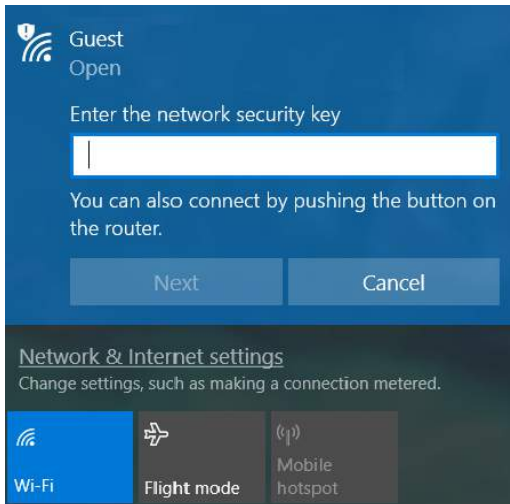 Guest
Open
Enter the network security key
You can also connect by pushing the button on
the router.
Next
Cancel
Network & Internet settings
Change settings, such as making a connection metered.
Wi-Fi
Flight mode
Mobile
hotspot